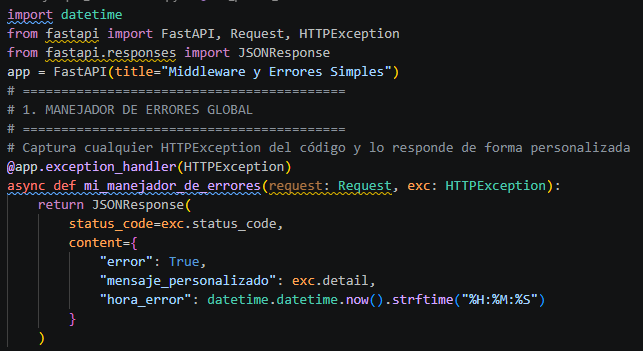 import datetime
from fastapi import FastAPI, Request, HTTPException
from fastapi.responses import JSONResponse
app = FastAPI(title="Middleware y Errores Simples")
# ==========================================
# 1. MANEJADOR DE ERRORES GLOBAL
# ==========================================
# Captura cualquier HTTPException del código y lo responde de forma personalizada
@app.exception_handler(HTTPException)
async def mi_manejador_de_errores(request: Request, exc: HTTPException):
    return JSONResponse(
        status_code=exc.status_code,
        content={
            "error": True,
            "mensaje_personalizado": exc.detail,
            "hora_error": datetime.datetime.now().strftime("%H:%M:%S")
        }
    )